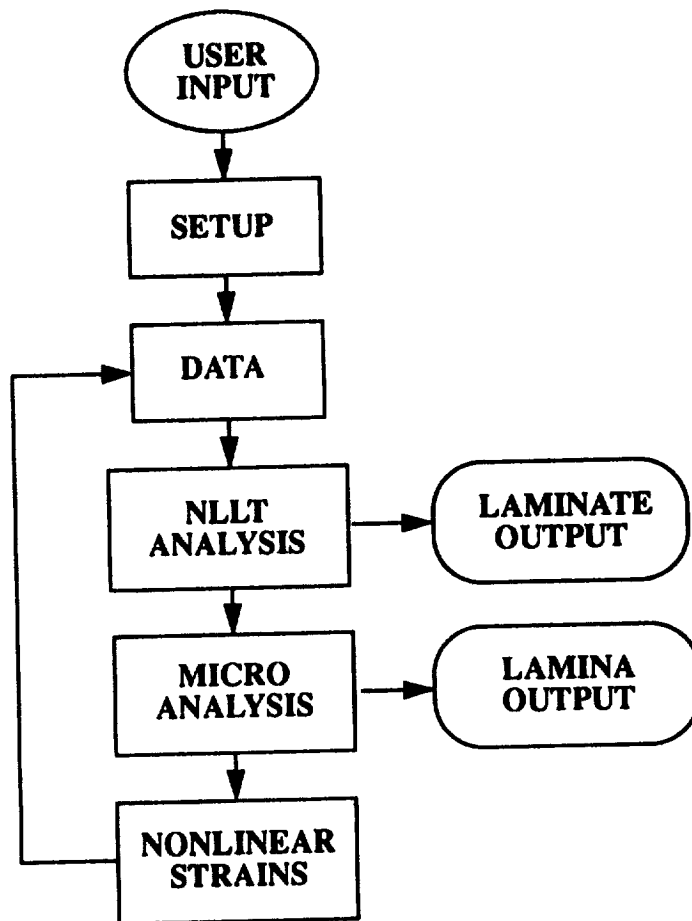 USER
INPUT
SETUP
DATA
NLLT
ANALYSIS
LAMINATE
OUTPUT
MICRO
ANALYSIS
LAMINA
OUTPUT
NONLINEAR
STRAINS